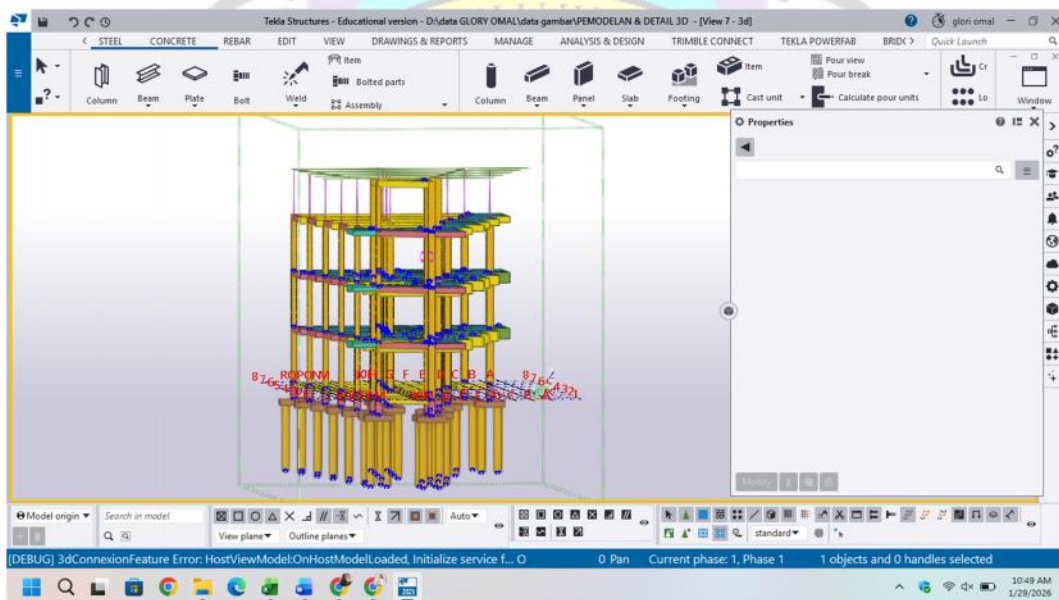 Tekla Structures - Educational version - D:\data GLORY OMAL\data gambar\PEMODELAN & DETAIL 3D - [View 7 - 3d]
glori omal
STEEL CONCRETE REBAR EDIT VIEW DRAWINGS & REPORTS MANAGE ANALYSIS & DESIGN TRIMBLE CONNECT TEKLA POWERFAB BRID( Quick Launch
Column Beam Plate Bolt Weld
Item
Bolted parts
Assembly
Column Beam Panel Slab Footing
Item
Cast unit
Pour view
Pour break
Calculate pour units
Cr
Lo
Window
Properties
Modify
G F E D C B A
Model origin
Search in model
Auto
View plane
Outline planes
standard
[DEBUG] 3dConnexionFeature Error: HostViewModel:OnHostModelLoaded, Initialize service f... O 0 Pan Current phase: 1, Phase 1 1 objects and 0 handles selected
2025
10:49 AM
1/29/2026